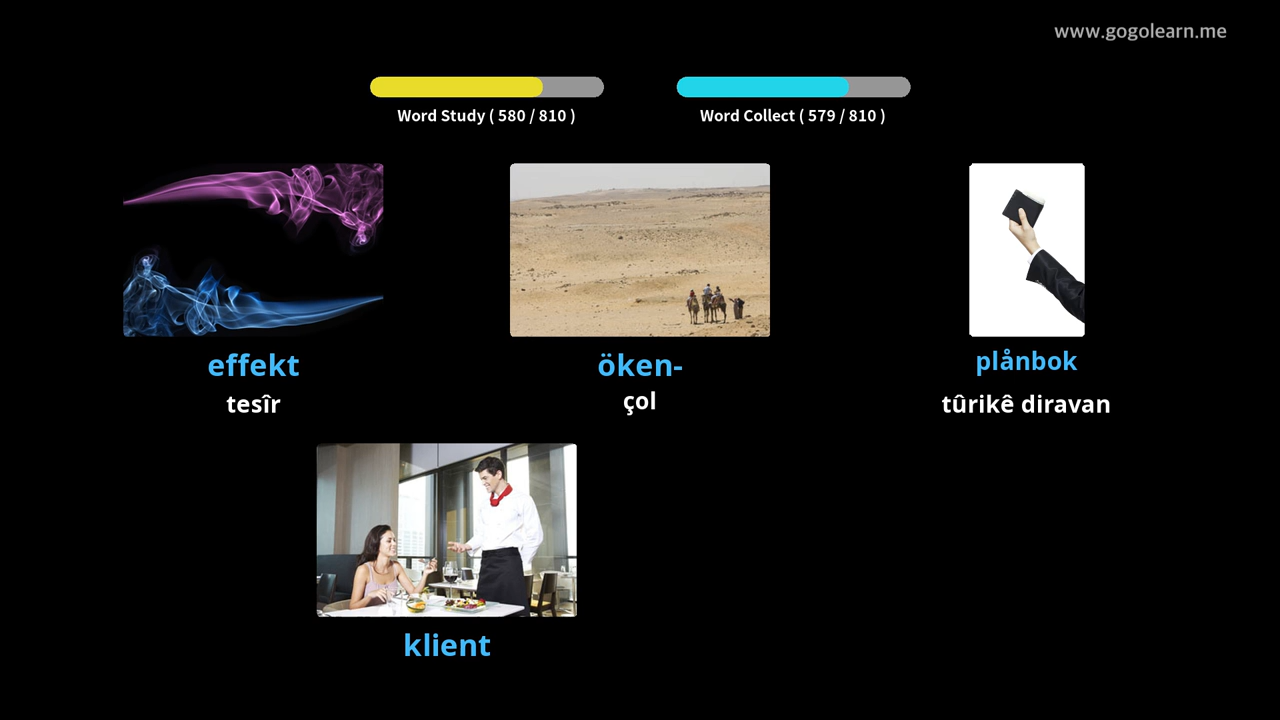 www.gogolearn.me
Word Study ( 580 / 810 )
Word Collect ( 579 / 810 )
effekt
tesîr
öken-
çol
plånbok
tûrikê diravan
klient